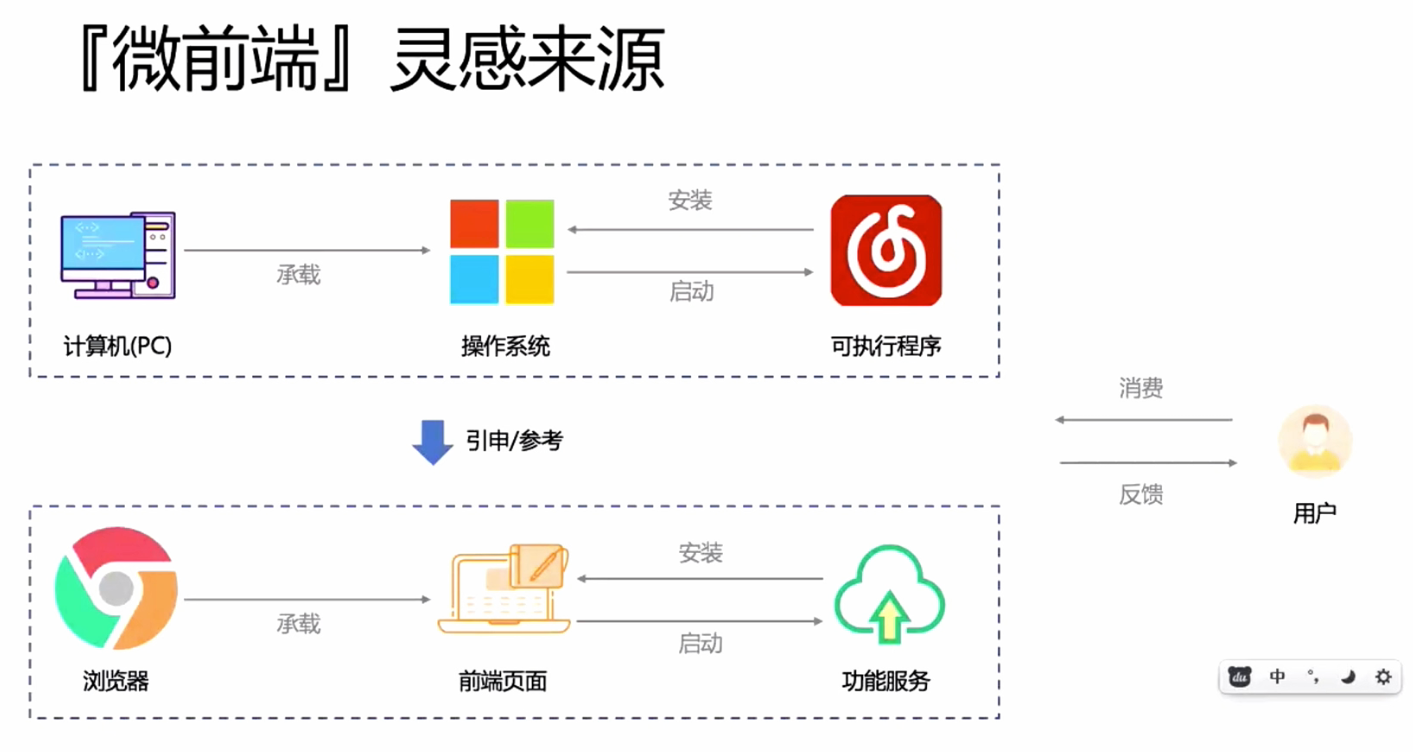 『微前端』灵感来源
安装
承载
启动
计算机(PC)
操作系统
可执行程序
引申/参考
消费
反馈
用户
安装
承载
启动
浏览器
前端页面
功能服务
du 中 °,